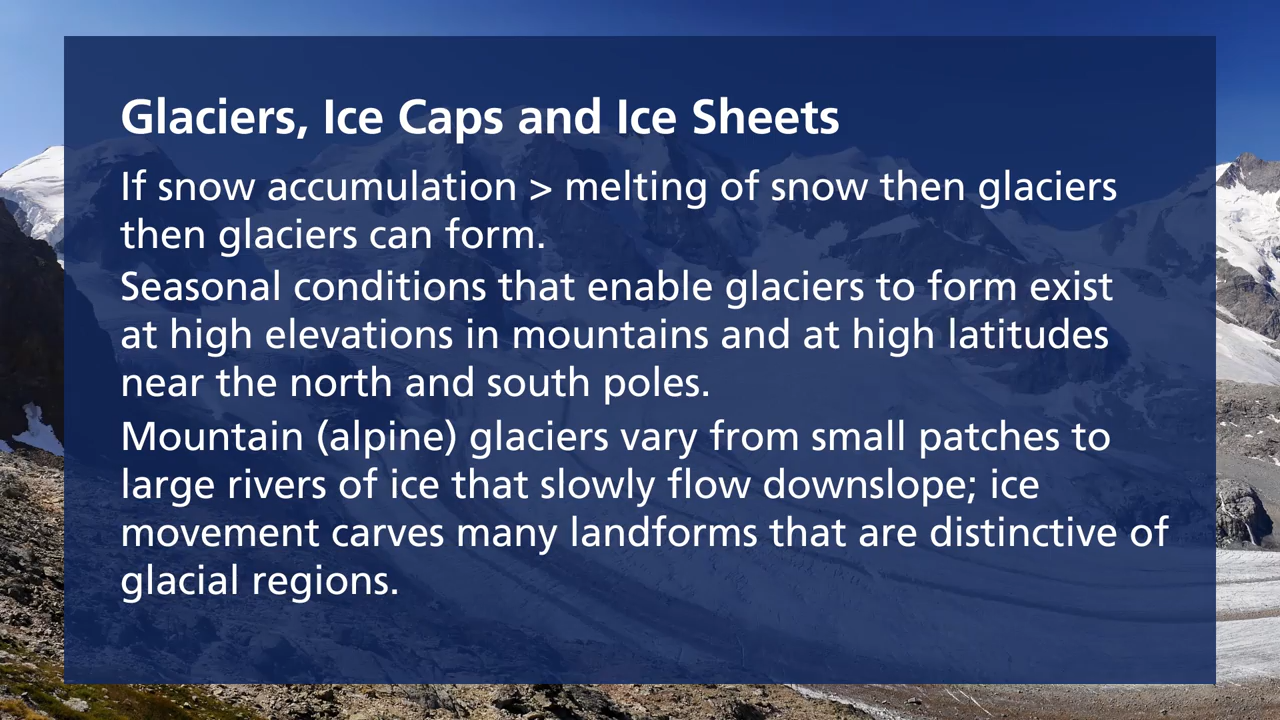 Glaciers, Ice Caps and Ice Sheets
If snow accumulation > melting of snow then glaciers
then glaciers can form.
Seasonal conditions that enable glaciers to form exist
at high elevations in mountains and at high latitudes
near the north and south poles.
Mountain (alpine) glaciers vary from small patches to
large rivers of ice that slowly flow downslope; ice
movement carves many landforms that are distinctive of
glacial regions.